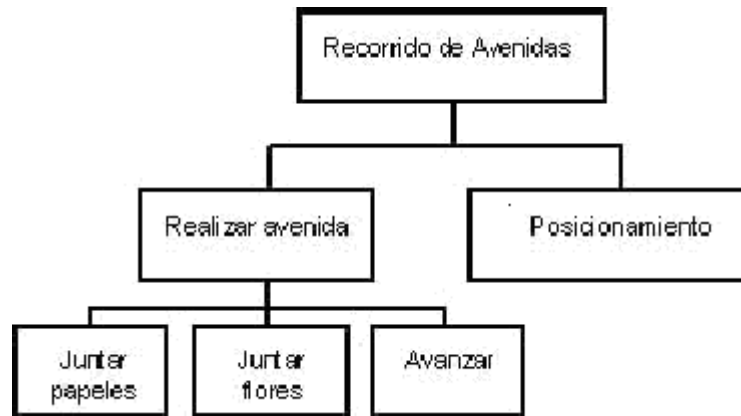 Recorrido de Avenidas
Realizar avenida
Posicionamiento
Juntar
papeles
Juntar
flores
Avanzar